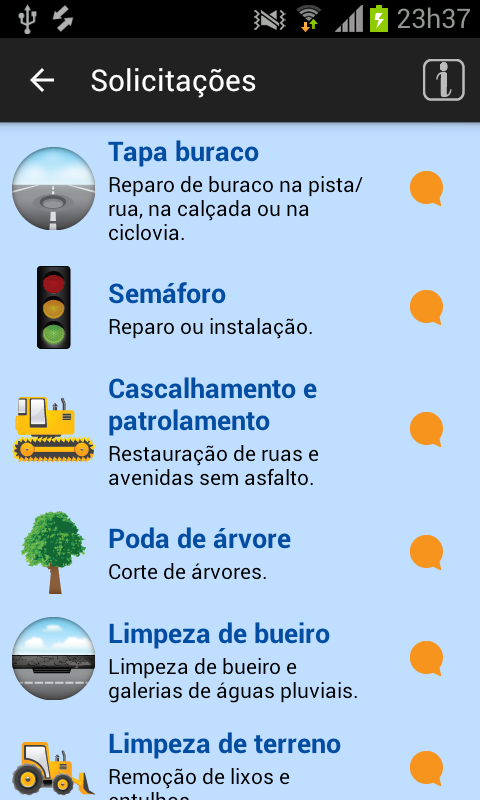 23h37
Solicitações
i
Tapa buraco
Reparo de buraco na pista/
rua, na calçada ou na
ciclovia.
Semáforo
Reparo ou instalação.
Cascalhamento e
patrolamento
Restauração de ruas e
avenidas sem asfalto.
Poda de árvore
Corte de árvores.
Limpeza de bueiro
Limpeza de bueiro e
galerias de águas pluviais.
Limpeza de terreno
Remoção de lixos e
entulhos